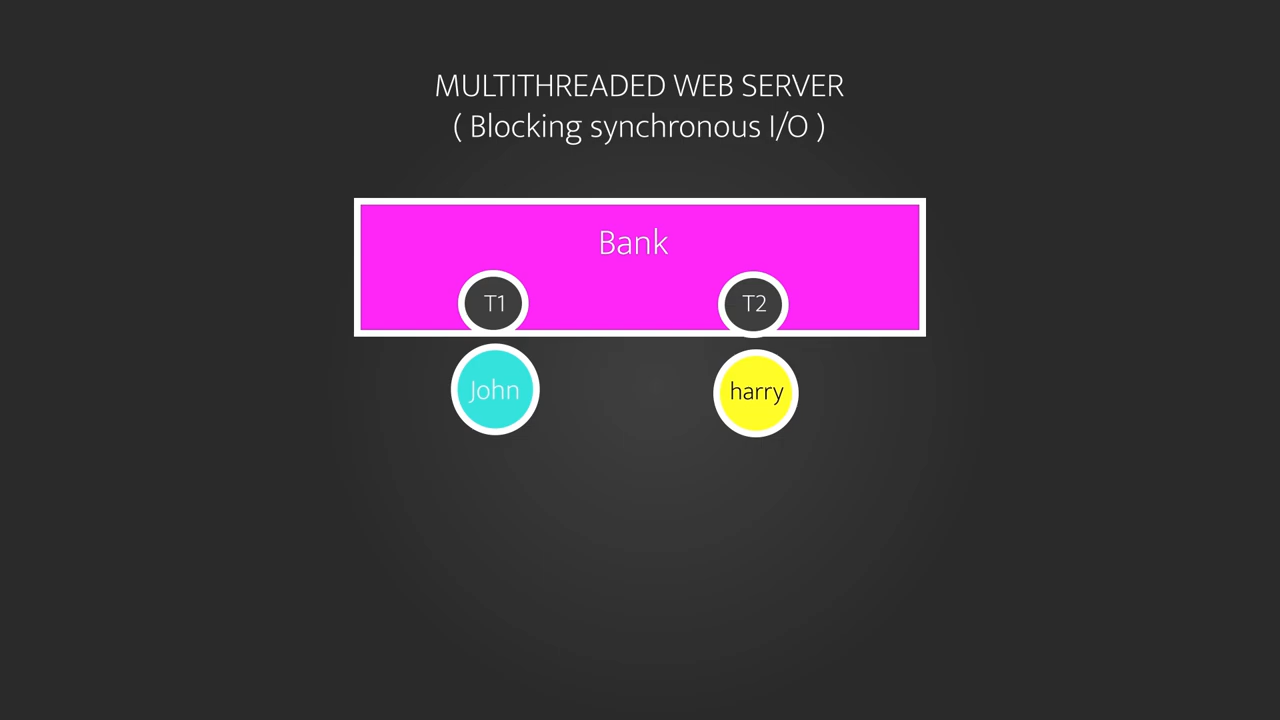 MULTITHREADED WEB SERVER
( Blocking synchronous I/O )
Bank
T1
T2
John
harry